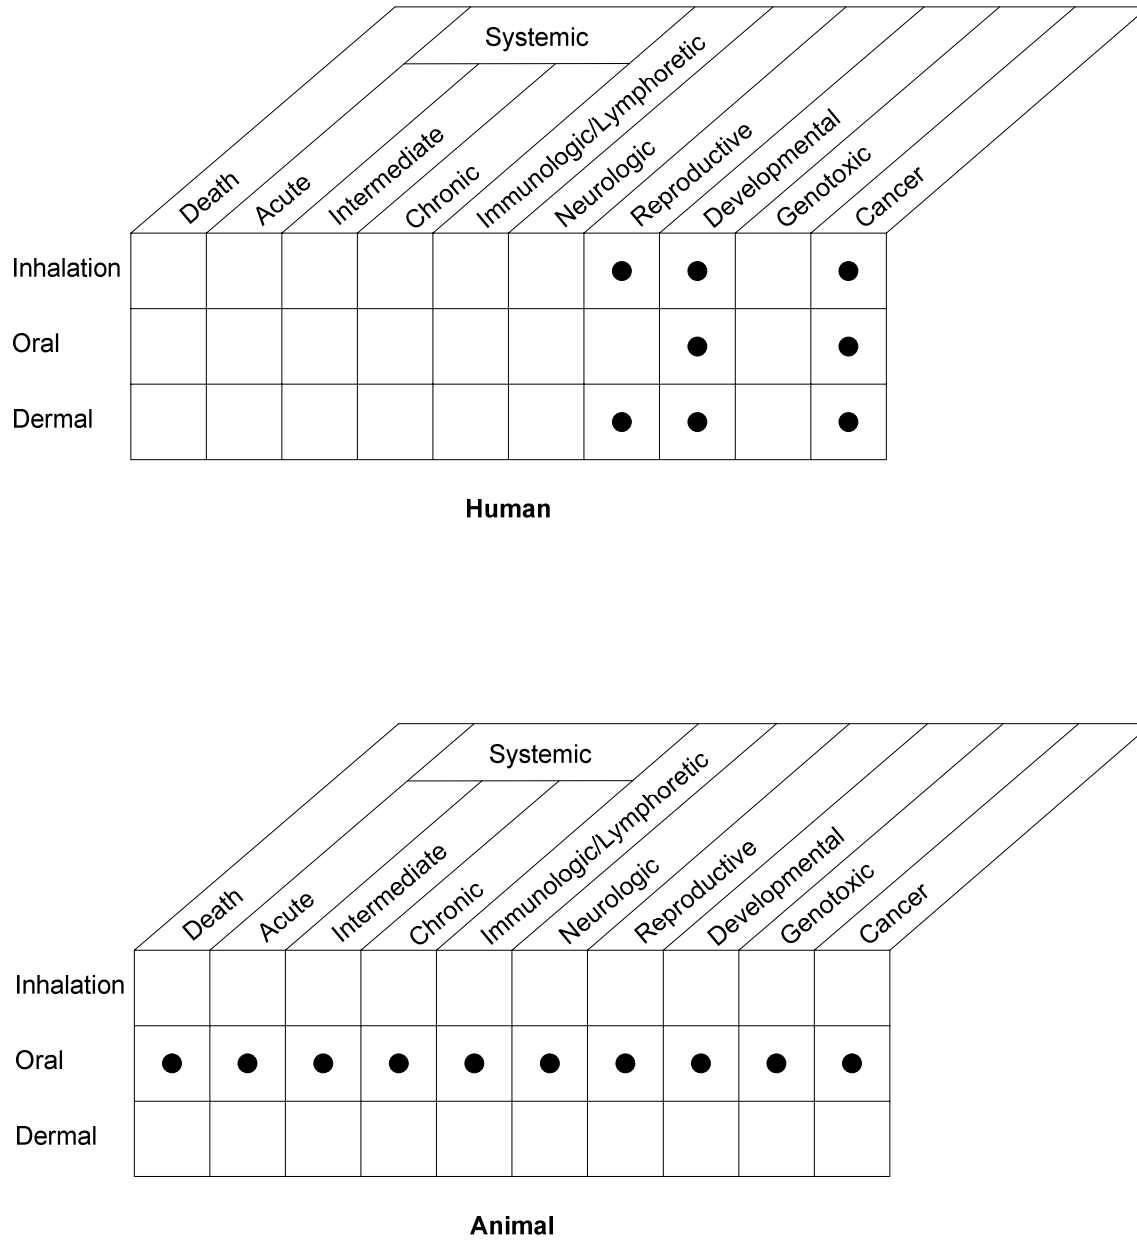 Systemic
Death
Acute
Intermediate
Chronic
Immunologic/Lymphoretic
Neurologic
Reproductive
Developmental
Genotoxic
Cancer
Inhalation
Oral
Dermal
Human
Systemic
Death
Acute
Intermediate
Chronic
Immunologic/Lymphoretic
Neurologic
Reproductive
Developmental
Genotoxic
Cancer
Inhalation
Oral
Dermal
Animal